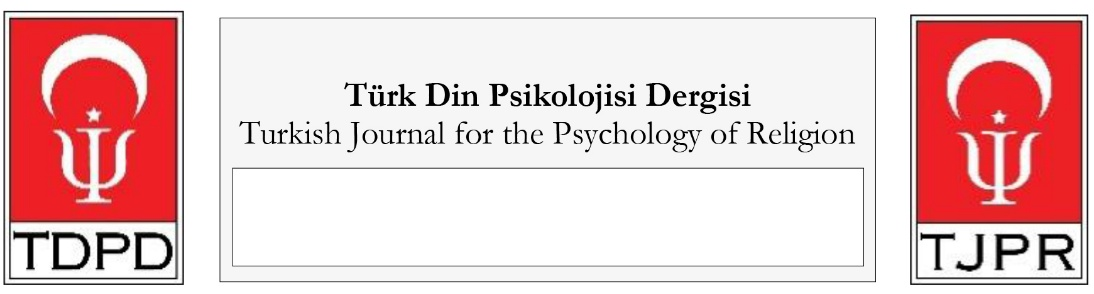 Türk Din Psikolojisi Dergisi
Turkish Journal for the Psychology of Religion
TDPD
TJPR